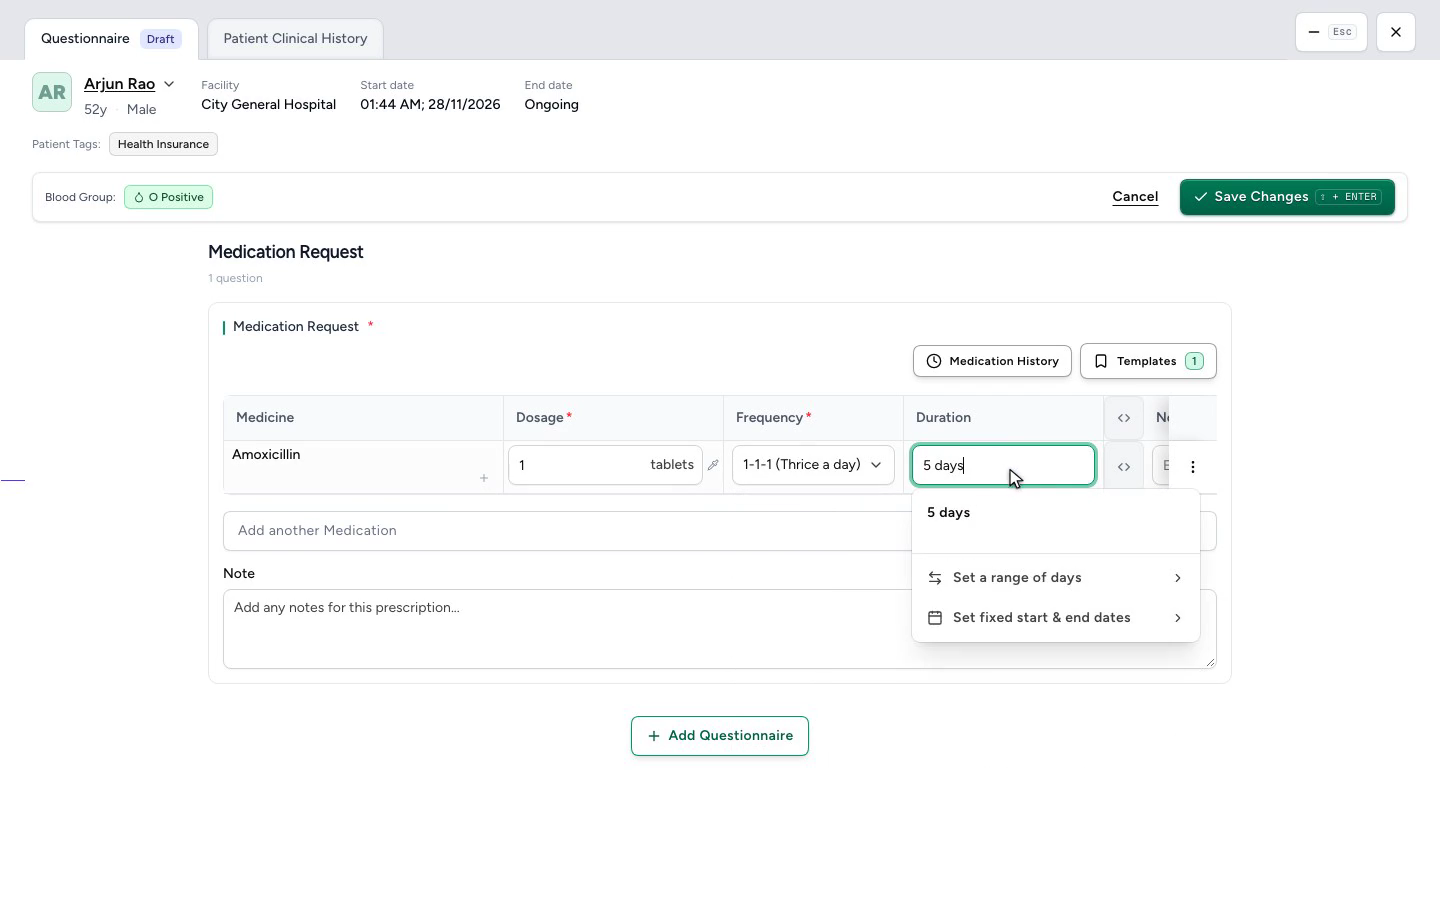 Questionnaire Draft Patient Clinical History Esc
AR Arjun Rao
52y · Male
Facility
City General Hospital
Start date
01:44 AM; 28/11/2026
End date
Ongoing
Patient Tags: Health Insurance
Blood Group: O Positive Cancel Save Changes ⇧ + ENTER
Medication Request
1 question
Medication Request *
Medication History Templates 1
Medicine Dosage * Frequency * Duration
Amoxicillin 1 tablets 1-1-1 (Thrice a day) 5 days
5 days
Add another Medication
Set a range of days
Set fixed start & end dates
Note
Add any notes for this prescription...
+ Add Questionnaire